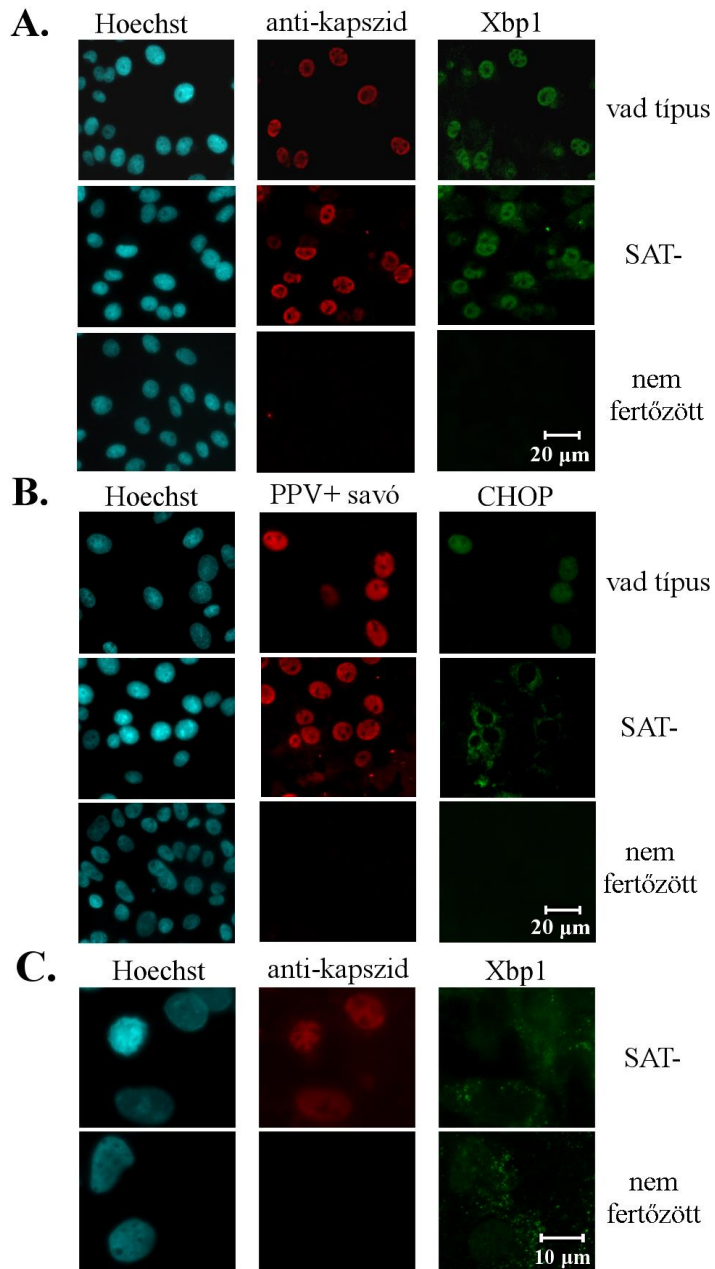 A.
Hoechst anti-kapszid Xbp1
vad típus
SAT-
nem
fertőzött
20 µm
B.
Hoechst PPV+ savó CHOP
vad típus
SAT-
nem
fertőzött
20 µm
C.
Hoechst anti-kapszid Xbp1
SAT-
nem
fertőzött
10 µm